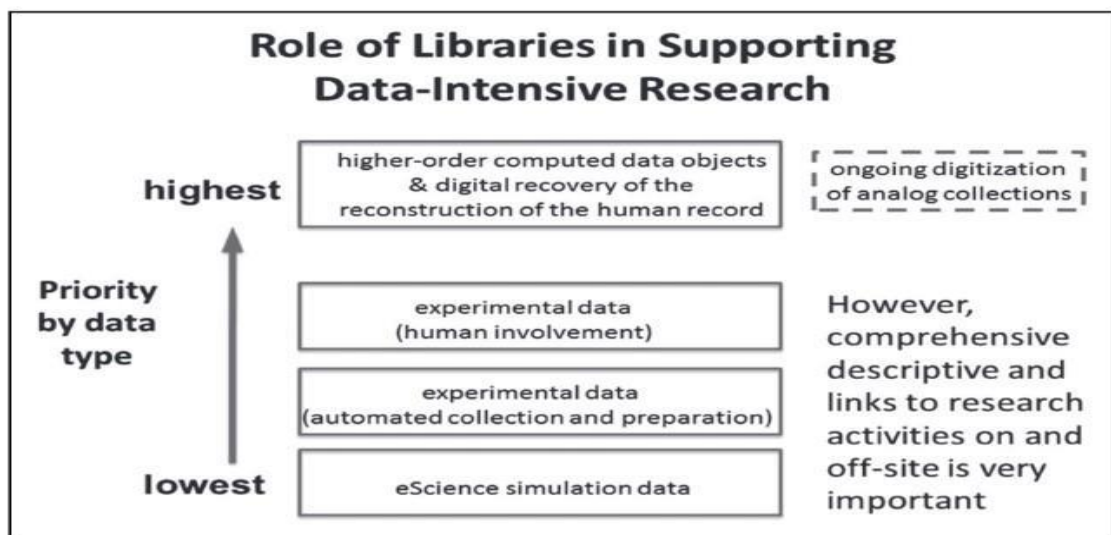 Role of Libraries in Supporting
Data-Intensive Research
highest
higher-order computed data objects
& digital recovery of the
reconstruction of the human record
ongoing digitization
of analog collections
Priority
by data
type
experimental data
(human involvement)
experimental data
(automated collection and preparation)
lowest
eScience simulation data
However,
comprehensive
descriptive and
links to research
activities on and
off-site is very
important